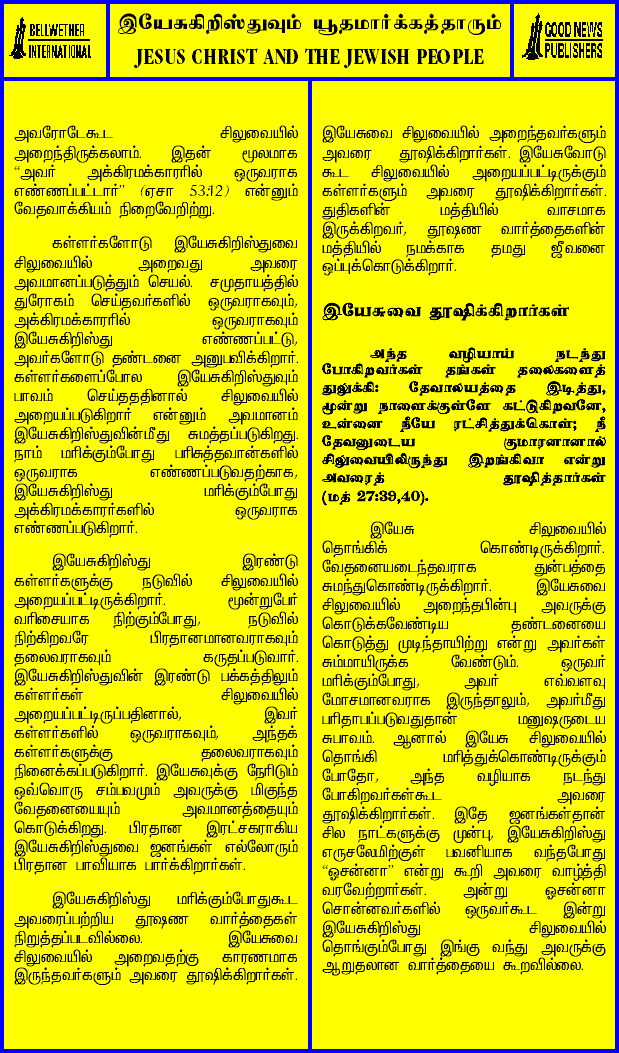 BELLWETHER
INTERNATIONAL
இயேசுகிறிஸ்துவும் யூதமார்க்கத்தாரும்
JESUS CHRIST AND THE JEWISH PEOPLE
GOOD NEWS
PUBLISHERS
அவரோடேகூட சிலுவையில்
அறைந்திருக்கலாம். இதன் மூலமாக
“அவர் அக்கிரமக்காரரில் ஒருவராக
எண்ணப்பட்டார்” (ஏசா 53:12) என்னும்
வேதவாக்கியம் நிறைவேறிற்று.
கள்ளர்களோடு இயேசுகிறிஸ்துவை
சிலுவையில் அறைவது அவரை
அவமானப்படுத்தும் செயல். சமுதாயத்தில்
துரோகம் செய்தவர்களில் ஒருவராகவும்,
அக்கிரமக்காரரில் ஒருவராகவும்
இயேசுகிறிஸ்து எண்ணப்பட்டு,
அவர்களோடு தண்டனை அனுபவிக்கிறார்.
கள்ளர்களைப்போல இயேசுகிறிஸ்துவும்
பாவம் செய்தததினால் சிலுவையில்
அறையப்படுகிறார் என்னும் அவமானம்
இயேசுகிறிஸ்துவின்மீது சுமத்தப்படுகிறது.
நாம் மரிக்கும்போது பரிசுத்தவான்களில்
ஒருவராக எண்ணப்படுவதற்காக,
இயேசுகிறிஸ்து மரிக்கும்போது
அக்கிரமக்காரர்களில் ஒருவராக
எண்ணப்படுகிறார்.
இயேசுகிறிஸ்து இரண்டு
கள்ளர்களுக்கு நடுவில் சிலுவையில்
அறையப்பட்டிருக்கிறார். மூன்றுபேர்
வரிசையாக நிற்கும்போது, நடுவில்
நிற்கிறவரே பிரதானமானவராகவும்
தலைவராகவும் கருதப்படுவார்.
இயேசுகிறிஸ்துவின் இரண்டு பக்கத்திலும்
கள்ளர்கள் சிலுவையில்
அறையப்பட்டிருப்பதினால், இவர்
கள்ளர்களில் ஒருவராகவும், அந்தக்
கள்ளர்களுக்கு தலைவராகவும்
நினைக்கப்படுகிறார். இயேசுவுக்கு நேரிடும்
ஒவ்வொரு சம்பவமும் அவருக்கு மிகுந்த
வேதனையையும் அவமானத்தையும்
கொடுக்கிறது. பிரதான இரட்சகராகிய
இயேசுகிறிஸ்துவை ஜனங்கள் எல்லோரும்
பிரதான பாவியாக பார்க்கிறார்கள்.
இயேசுகிறிஸ்து மரிக்கும்போதுகூட
அவரைப்பற்றிய தூஷண வார்த்தைகள்
நிறுத்தப்படவில்லை. இயேசுவை
சிலுவையில் அறைவதற்கு காரணமாக
இருந்தவர்களும் அவரை தூஷிக்கிறார்கள்.
இயேசுவை சிலுவையில் அறைந்தவர்களும்
அவரை தூஷிக்கிறார்கள். இயேசுவோடு
கூட சிலுவையில் அறையப்பட்டிருக்கும்
கள்ளர்களும் அவரை தூஷிக்கிறார்கள்.
துதிகளின் மத்தியில் வாசமாக
இருக்கிறவர், தூஷண வார்த்தைகளின்
மத்தியில் நமக்காக தமது ஜீவனை
ஒப்புக்கொடுக்கிறார்.
இயேசுவை தூஷிக்கிறார்கள்
அந்த வழியாய் நடந்து
போகிறவர்கள் தங்கள் தலைகளைத்
துலுக்கி: தேவாலயத்தை இடித்து,
மூன்று நாளைக்குள்ளே கட்டுகிறவனே,
உன்னை நீயே ரட்சித்துக்கொள்; நீ
தேவனுடைய குமாரனானால்
சிலுவையிலிருந்து இறங்கிவா என்று
அவரைத் தூஷித்தார்கள்
(மத் 27:39,40).
இயேசு சிலுவையில்
தொங்கிக் கொண்டிருக்கிறார்.
வேதனையடைந்தவராக துன்பத்தை
சுமந்துகொண்டிருக்கிறார். இயேசுவை
சிலுவையில் அறைந்தபின்பு அவருக்கு
கொடுக்கவேண்டிய தண்டனையை
கொடுத்து முடிந்தாயிற்று என்று அவர்கள்
சும்மாயிருக்க வேண்டும். ஒருவர்
மரிக்கும்போது, அவர் எவ்வளவு
மோசமானவராக இருந்தாலும், அவர்மீது
பரிதாபப்படுவதுதான் மனுஷருடைய
சுபாவம். ஆனால் இயேசு சிலுவையில்
தொங்கி மரித்துக்கொண்டிருக்கும்
போதோ, அந்த வழியாக நடந்து
போகிறவர்கள்கூட அவரை
தூஷிக்கிறார்கள். இதே ஜனங்கள்தான்
சில நாட்களுக்கு முன்பு, இயேசுகிறிஸ்து
எருசலேமிற்குள் பவனியாக வந்தபோது
“ஓசன்னா” என்று கூறி அவரை வாழ்த்தி
வரவேற்றார்கள். அன்று ஓசன்னா
சொன்னவர்களில் ஒருவர்கூட இன்று
இயேசுகிறிஸ்து சிலுவையில்
தொங்கும்போது இங்கு வந்து அவருக்கு
ஆறுதலான வார்த்தையை கூறவில்லை.